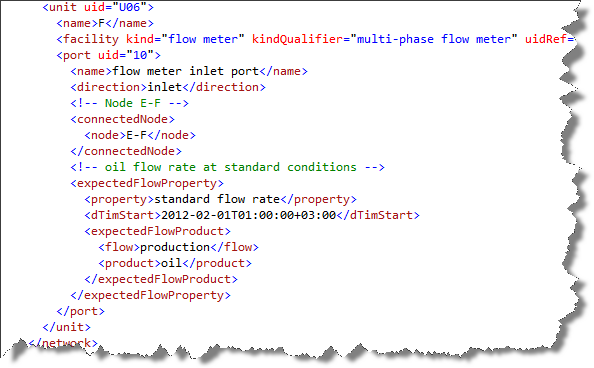 <unit uid="U06">
<name>F</name>
<facility kind="flow meter" kindQualifier="multi-phase flow meter" uidRef=
<port uid="10">
<name>flow meter inlet port</name>
<direction>inlet</direction>
<!-- Node E-F -->
<connectedNode>
<node>E-F</node>
</connectedNode>
<!-- oil flow rate at standard conditions -->
<expectedFlowProperty>
<property>standard flow rate</property>
<dTimStart>2012-02-01T01:00:00+03:00</dTimStart>
<expectedFlowProduct>
<flow>production</flow>
<product>oil</product>
</expectedFlowProduct>
</expectedFlowProperty>
</port>
</unit>
</network>